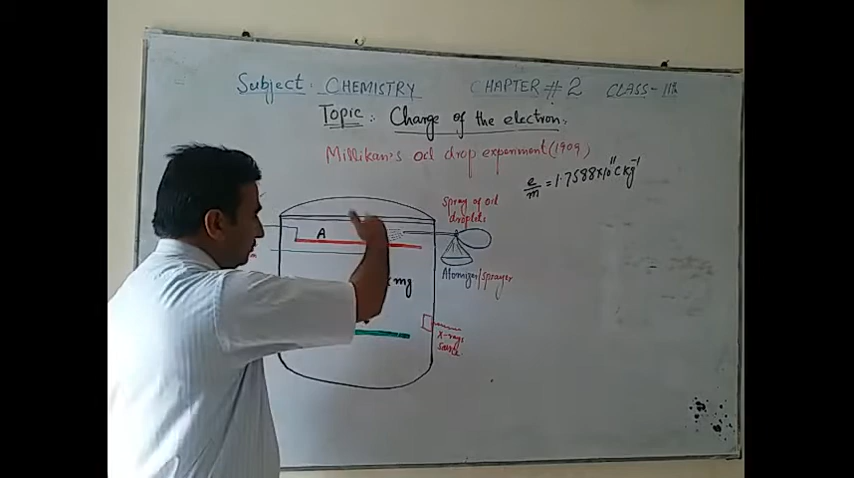 Subject: CHEMISTRY CHAPTER # 2 CLASS-11th
Topic: Charge of the electron.
Millikan's oil drop experiment (1909)
e/m = 1.7588×10¹¹ C kg⁻¹
Spray of oil
droplets
A
Atomizer/sprayer
mg
X-rays
source